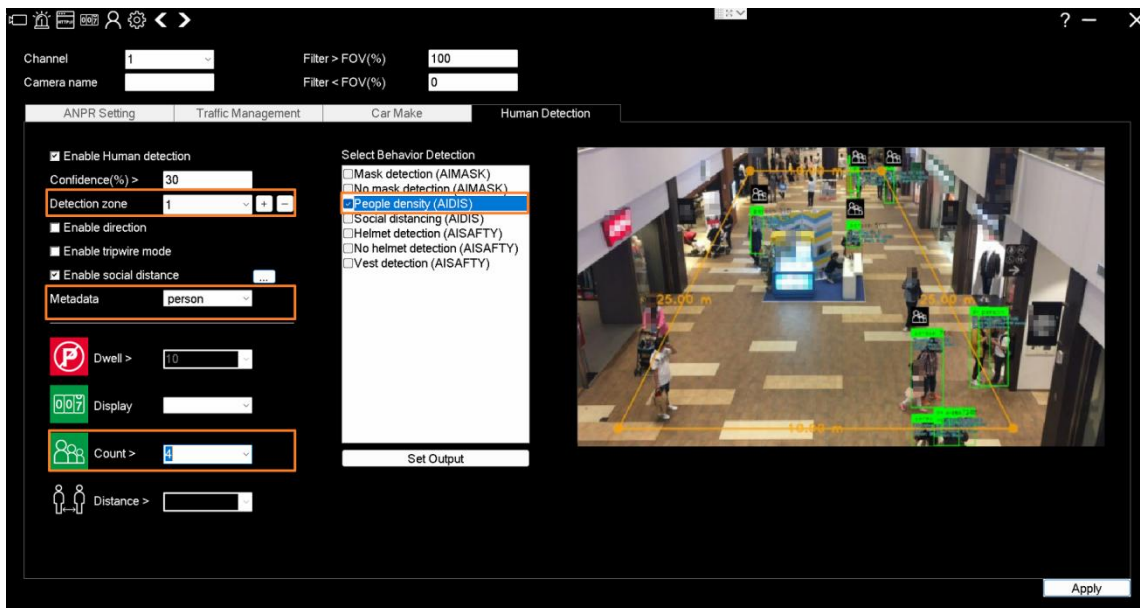 ?
Channel 1 Filter > FOV(%) 100
Camera name Filter < FOV(%) 0
ANPR Setting Traffic Management Car Make Human Detection
Enable Human detection
Confidence(%) > 30
Detection zone 1 + −
Enable direction
Enable tripwire mode
Enable social distance ...
Metadata person
Dwell > 10
007 Display
Count > 4
Distance >
Select Behavior Detection
Mask detection (AIMASK)
No mask detection (AIMASK)
People density (AIDIS)
Social distancing (AIDIS)
Helmet detection (AISAFTY)
No helmet detection (AISAFTY)
Vest detection (AISAFTY)
Set Output
25.00 m 25.00 m
10.00 m
Apply